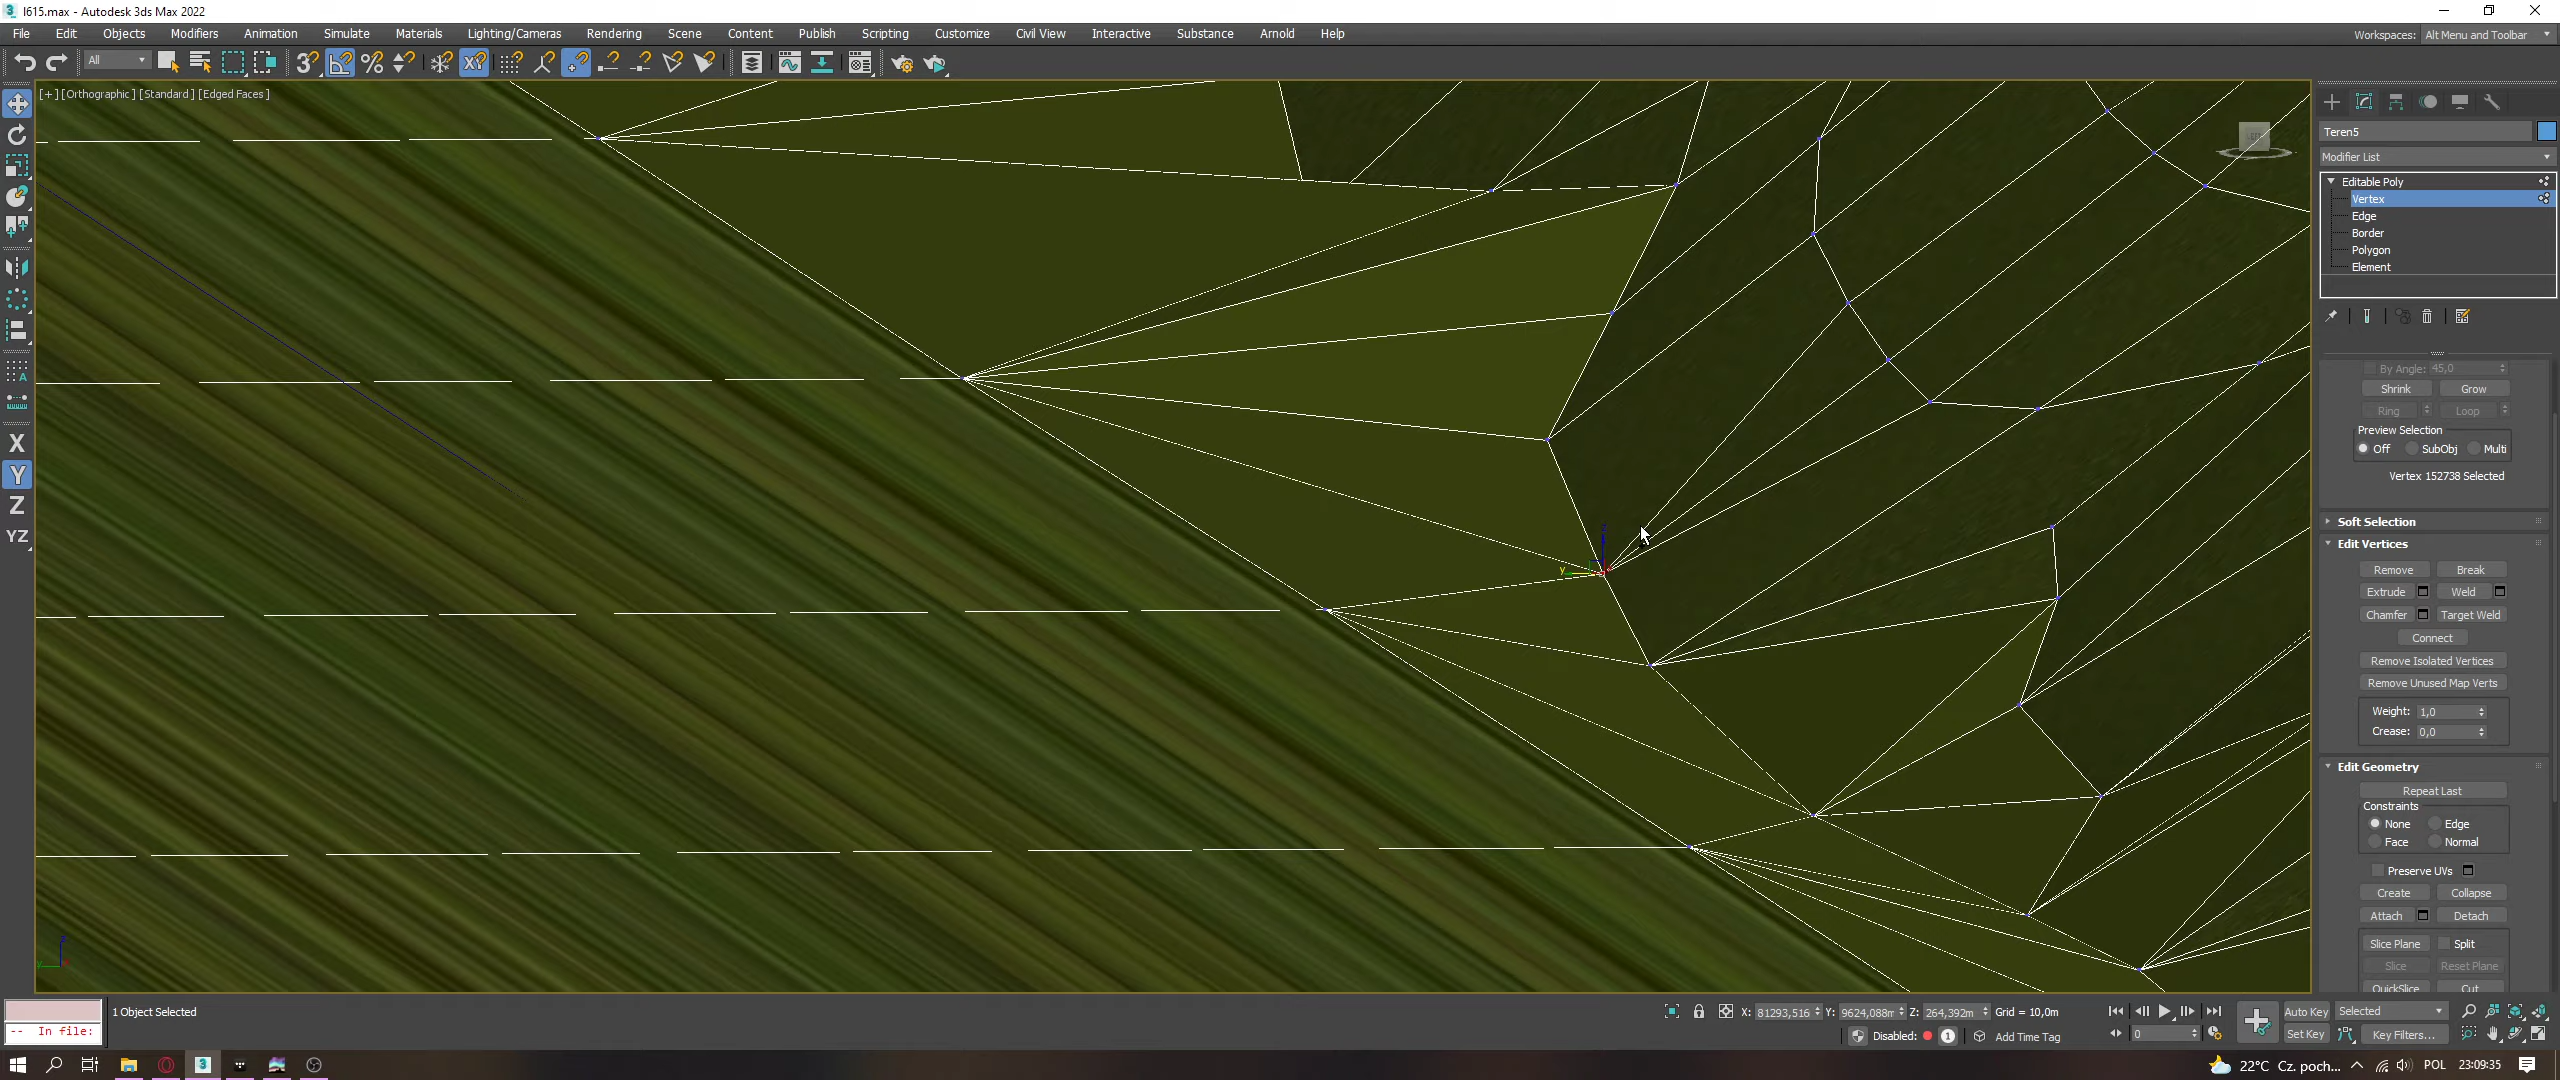 I615.max - Autodesk 3ds Max 2022
File Edit Objects Modifiers Animation Simulate Materials Lighting/Cameras Rendering Scene Content Publish Scripting Customize Civil View Interactive Substance Arnold Help
Workspaces: Alt Menu and Toolbar
All
[+] [Orthographic] [Standard] [Edged Faces]
Teren5
Modifier List
Editable Poly
Vertex
Edge
Border
Polygon
Element
By Angle: 45,0
Shrink Grow
Ring Loop
Preview Selection
Off SubObj Multi
Vertex 152738 Selected
Soft Selection
Edit Vertices
Remove Break
Extrude Weld
Chamfer Target Weld
Connect
Remove Isolated Vertices
Remove Unused Map Verts
Weight: 1,0
Crease: 0,0
Edit Geometry
Repeat Last
Constraints
None Edge
Face Normal
Preserve UVs
Create Collapse
Attach Detach
Slice Plane Split
Slice Reset Plane
QuickSlice Cut
X
Y
Z
YZ
y
1 Object Selected
X: 81293,516 Y: 9624,088m Z: 264,392m Grid = 10,0m
Auto Key Selected
-- In file:
Disabled: 1 Add Time Tag
0
Set Key Key Filters...
22°C Cz. poch... POL 23:09:35